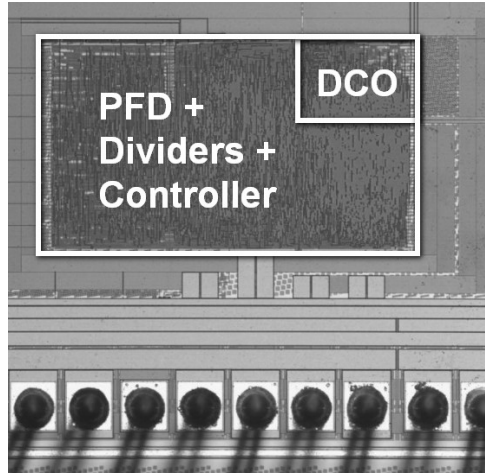 PFD +
Dividers +
Controller
DCO